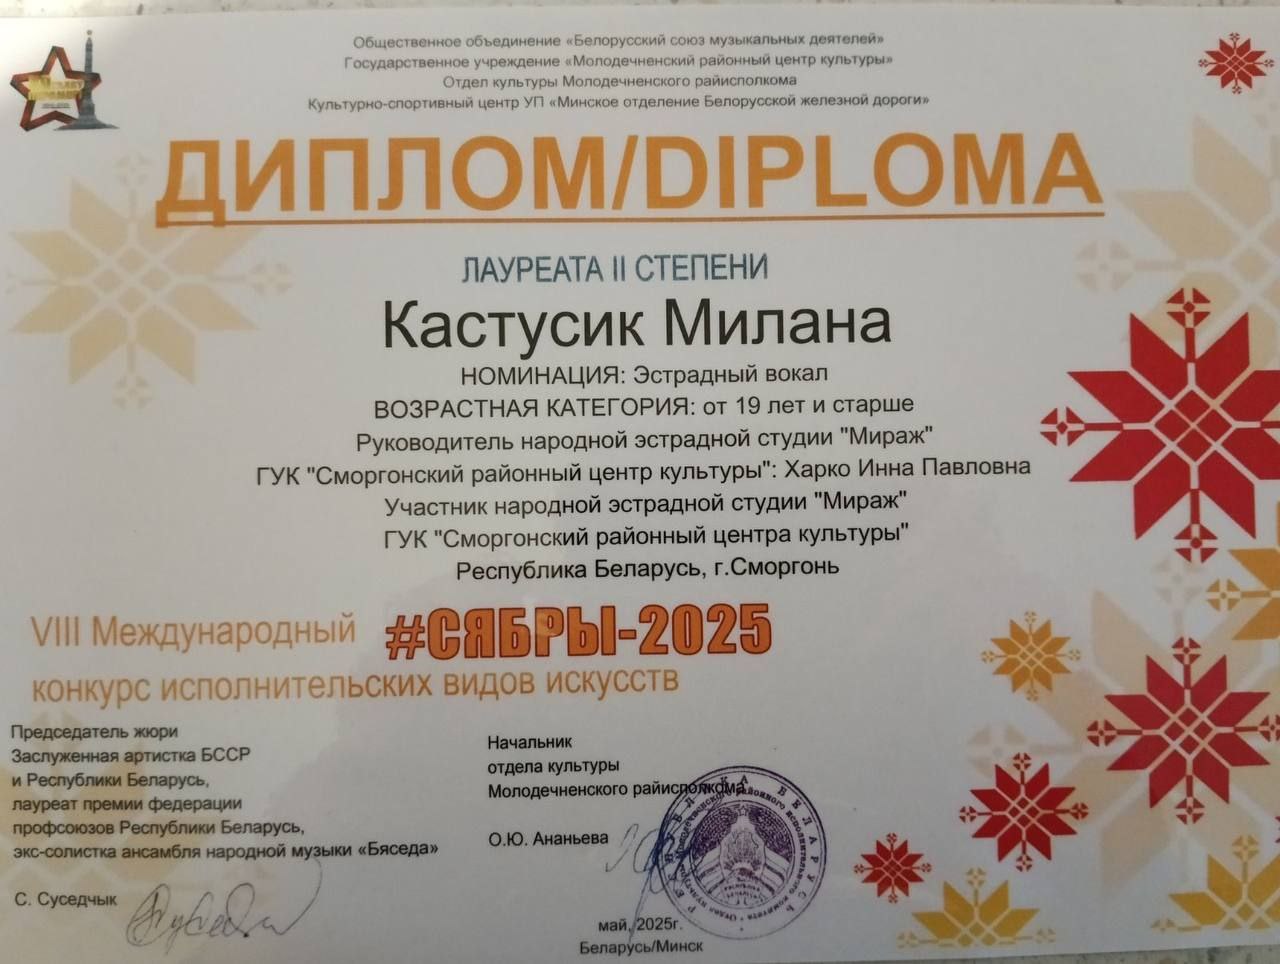 Общественное объединение «Белорусский союз музыкальных деятелей»
Государственное учреждение «Молодечненский районный центр культуры»
Отдел культуры Молодечненского райисполкома
Культурно-спортивный центр УП «Минское отделение Белорусской железной дороги»
ДИПЛОМ/DIPLOMA
ЛАУРЕАТА II СТЕПЕНИ
Кастусик Милана
НОМИНАЦИЯ: Эстрадный вокал
ВОЗРАСТНАЯ КАТЕГОРИЯ: от 19 лет и старше
Руководитель народной эстрадной студии "Мираж"
ГУК "Сморгонский районный центр культуры": Харко Инна Павловна
Участник народной эстрадной студии "Мираж"
ГУК "Сморгонский районный центра культуры"
Республика Беларусь, г.Сморгонь
VIII Международный #СЯБРЫ-2025
конкурс исполнительских видов искусств
Председатель жюри
Заслуженная артистка БССР
и Республики Беларусь,
лауреат премии федерации
профсоюзов Республики Беларусь,
экс-солистка ансамбля народной музыки «Бяседа»
С. Суседчык
Начальник
отдела культуры
Молодечненского райисполкома
О.Ю. Ананьева
РЭСПУБЛІКА БЕЛАРУСЬ
май, 2025г.
Беларусь/Минск